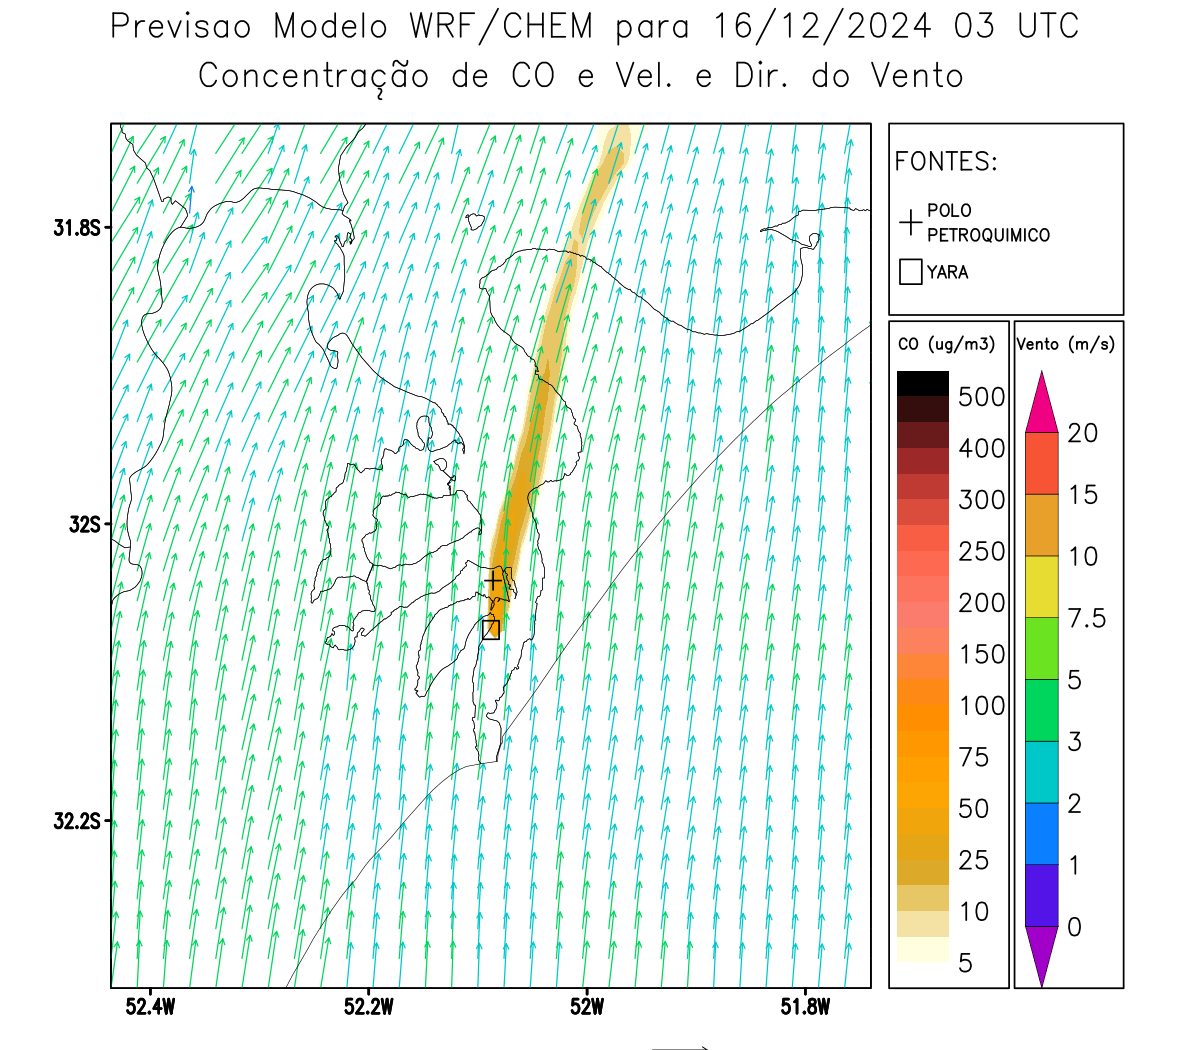 Previsao Modelo WRF/CHEM para 16/12/2024 03 UTC
Concentração de CO e Vel. e Dir. do Vento
FONTES:
POLO
PETROQUIMICO
YARA
31.8S
32S
32.2S
52.4W
52.2W
52W
51.8W
CO (ug/m3)
500
400
300
250
200
150
100
75
50
25
10
5
Vento (m/s)
20
15
10
7.5
5
3
2
1
0